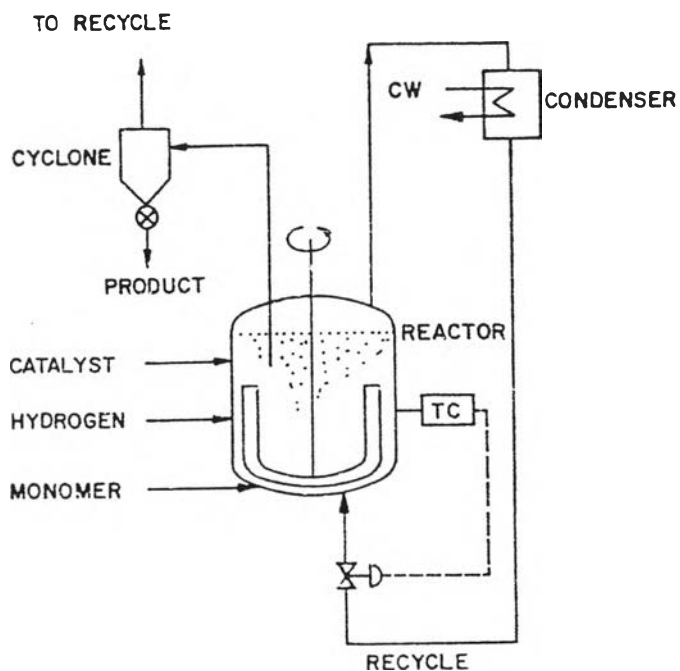 TO RECYCLE
CW
CONDENSER
CYCLONE
PRODUCT
REACTOR
CATALYST
TC
HYDROGEN
MONOMER
RECYCLE